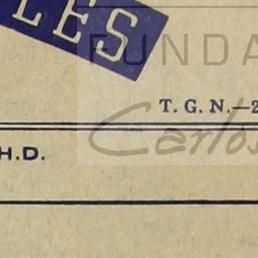 LES
FUNDA
T. G. N.—2
Carlos
H.D.